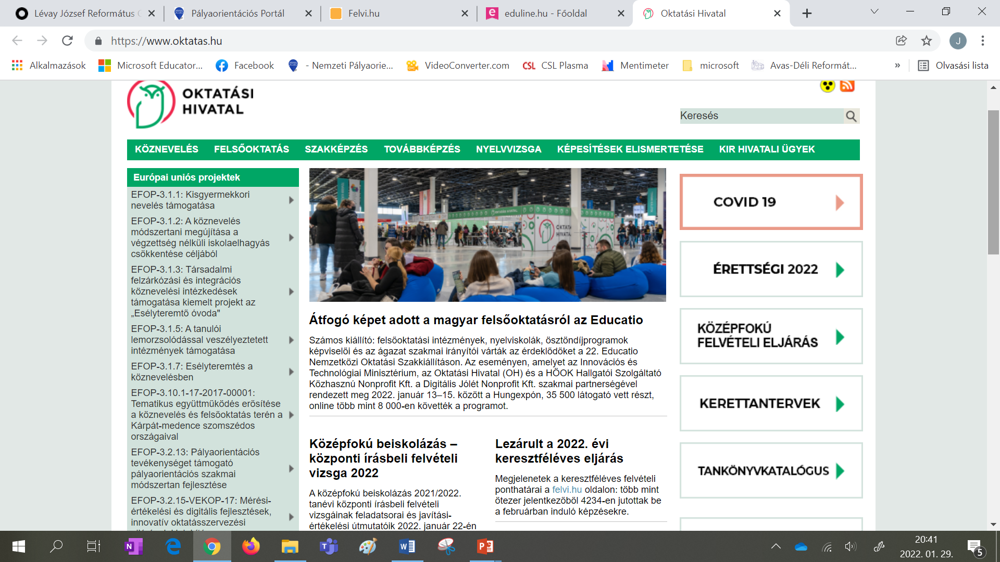 Lévay József Református
Pályaorientációs Portál
Felvi.hu
eduline.hu - Főoldal
Oktatási Hivatal
https://www.oktatas.hu
J
Alkalmazások
Microsoft Educator...
Facebook
- Nemzeti Pályaorie...
VideoConverter.com
CSL CSL Plasma
Mentimeter
microsoft
Avas-Déli Reformát...
»
Olvasási lista
OKTATÁSI
HIVATAL
Keresés
KÖZNEVELÉS FELSŐOKTATÁS SZAKKÉPZÉS TOVÁBBKÉPZÉS NYELVVIZSGA KÉPESÍTÉSEK ELISMERTETÉSE KIR HIVATALI ÜGYEK
Európai uniós projektek
EFOP-3.1.1: Kisgyermekkori
nevelés támogatása
EFOP-3.1.2: A köznevelés
módszertani megújítása a
végzettség nélküli iskolaelhagyás
csökkentése céljából
EFOP-3.1.3: Társadalmi
felzárkózási és integrációs
köznevelési intézkedések
támogatása kiemelt projekt az
„Esélyteremtő óvoda"
EFOP-3.1.5: A tanulói
lemorzsolódással veszélyeztetett
intézmények támogatása
EFOP-3.1.7: Esélyteremtés a
köznevelésben
EFOP-3.10.1-17-2017-00001:
Tematikus együttműködés erősítése
a köznevelés és felsőoktatás terén a
Kárpát-medence szomszédos
országaival
EFOP-3.2.13: Pályaorientációs
tevékenységet támogató
pályaorientációs szakmai
módszertan fejlesztése
EFOP-3.2.15-VEKOP-17: Mérési-
értékelési és digitális fejlesztések,
innovatív oktatásszervezési
OKTATÁSI HIVATAL
OKTATÁSI
HIVATAL
Átfogó képet adott a magyar felsőoktatásról az Educatio
Számos kiállító: felsőoktatási intézmények, nyelviskolák, ösztöndíjprogramok
képviselői és az ágazat szakmai irányítói várták az érdeklődőket a 22. Educatio
Nemzetközi Oktatási Szakkiállításon. Az eseményen, amelyet az Innovációs és
Technológiai Minisztérium, az Oktatási Hivatal (OH) és a HÖOK Hallgatói Szolgáltató
Közhasznú Nonprofit Kft. a Digitális Jólét Nonprofit Kft. szakmai partnerségével
rendezett meg 2022. január 13–15. között a Hungexpón, 35 500 látogató vett részt,
online több mint 8 000-en követték a programot.
Középfokú beiskolázás –
központi írásbeli felvételi
vizsga 2022
A középfokú beiskolázás 2021/2022.
tanévi központi írásbeli felvételi
vizsgáinak feladatsorai és javítási-
értékelési útmutatóik 2022. január 22-én
Lezárult a 2022. évi
keresztféléves eljárás
Megjelenetek a keresztféléves felvételi
ponthatárai a felvi.hu oldalon: több mint
ötezer jelentkezőből 4234-en jutottak be
a februárban induló képzésekre.
COVID 19
ÉRETTSÉGI 2022
KÖZÉPFOKÚ
FELVÉTELI ELJÁRÁS
KERETTANTERVEK
TANKÖNYVKATALÓGUS
20:41
2022. 01. 29.
5